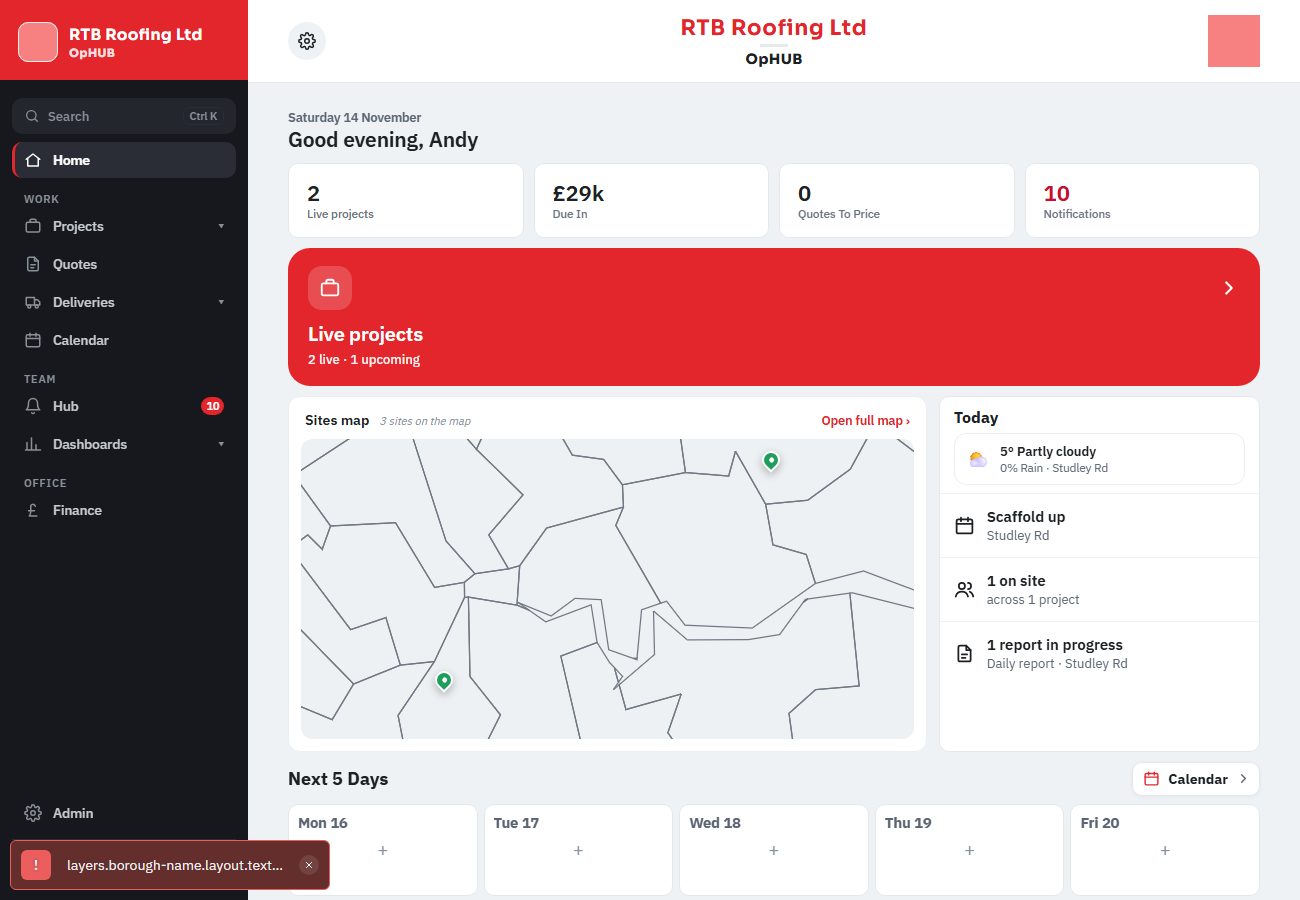 RTB Roofing Ltd
OpHUB
Search
Ctrl K
Home
WORK
Projects
Quotes
Deliveries
Calendar
TEAM
Hub
10
Dashboards
OFFICE
£
Finance
Admin
!
layers.borough-name.layout.text...
RTB Roofing Ltd
OpHUB
Saturday 14 November
Good evening, Andy
2
Live projects
£29k
Due In
0
Quotes To Price
10
Notifications
Live projects
2 live · 1 upcoming
Sites map
3 sites on the map
Open full map ›
Today
5° Partly cloudy
0% Rain · Studley Rd
Scaffold up
Studley Rd
1 on site
across 1 project
1 report in progress
Daily report · Studley Rd
Next 5 Days
Calendar
Mon 16
+
Tue 17
+
Wed 18
+
Thu 19
+
Fri 20
+